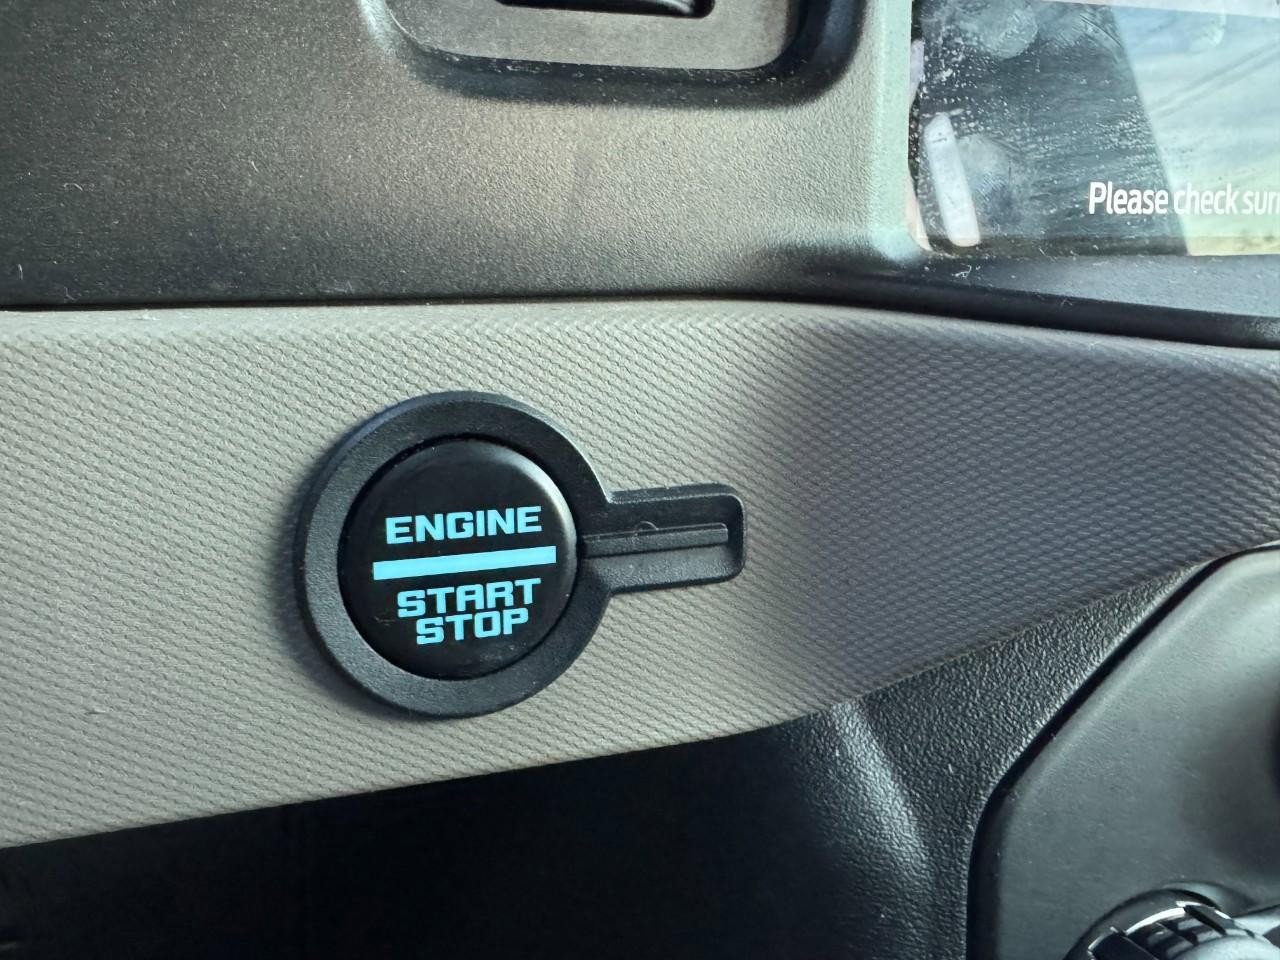 Please check
ENGINE
START
STOP